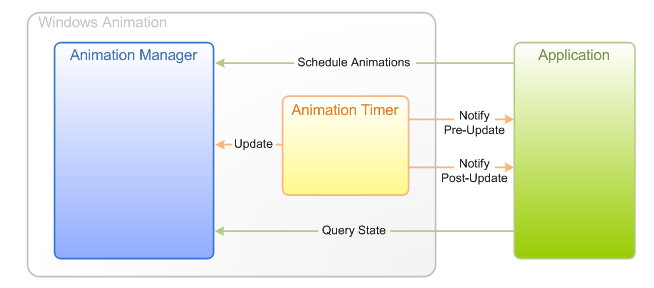 Windows Animation
Animation Manager
Application
Schedule Animations
Animation Timer
Notify
Pre-Update
Update
Notify
Post-Update
Query State